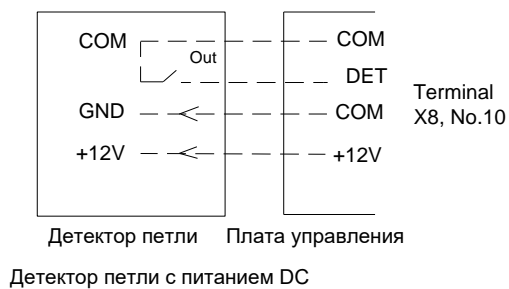 COM COM
Out
DET
Terminal
GND COM X8, No.10
+12V +12V
Детектор петли Плата управления
Детектор петли с питанием DC